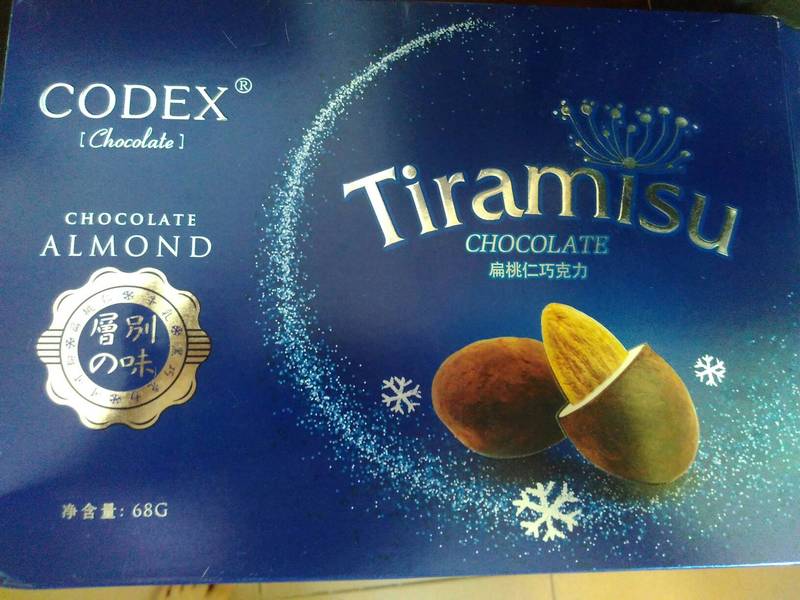 CODEX®
[Chocolate]
CHOCOLATE
ALMOND
層別
の味
净含量: 68G
Tiramisu
CHOCOLATE
扁桃仁巧克力